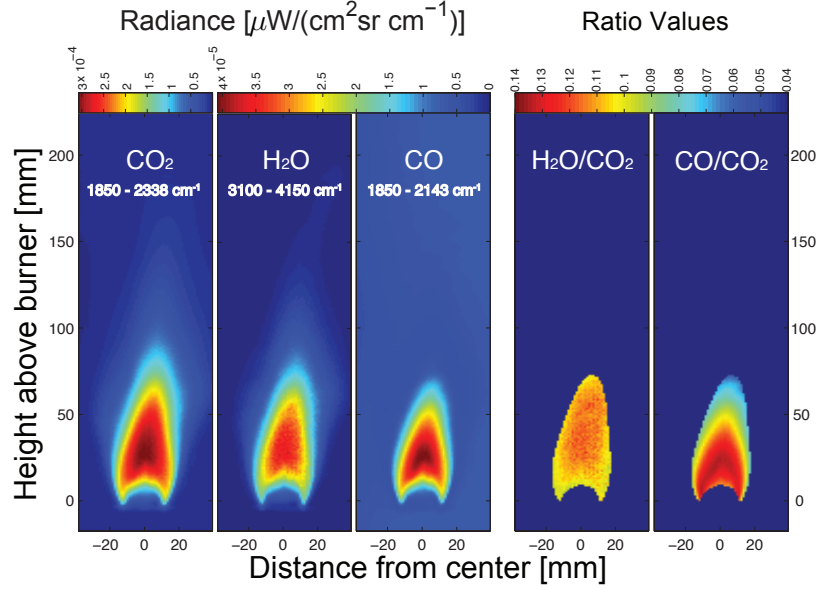 Radiance [μW/(cm²sr cm⁻¹)]
Ratio Values
3 × 10⁻⁴ 2.5 2 1.5 1 0.5
4 × 10⁻⁵ 3.5 3 2.5 2 1.5 1 0.5 0
0.14 0.13 0.12 0.11 0.1 0.09 0.08 0.07 0.06 0.05 0.04
CO₂ H₂O CO H₂O/CO₂ CO/CO₂
1850 - 2338 cm⁻¹ 3100 - 4150 cm⁻¹ 1850 - 2143 cm⁻¹
Height above burner [mm]
200 200
150 150
100 100
50 50
0 0
−20 0 20 −20 0 20 −20 0 20 −20 0 20 −20 0 20
Distance from center [mm]